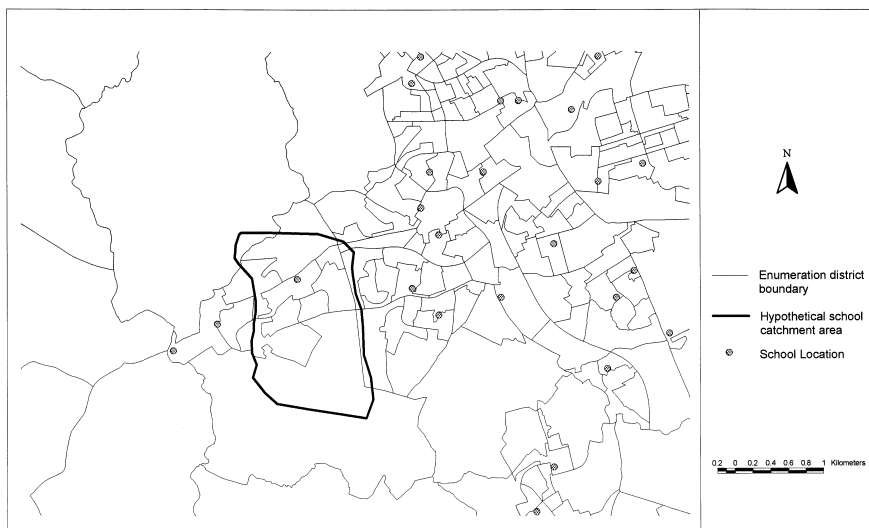 N
Enumeration district
boundary
Hypothetical school
catchment area
School Location
0.2 0 0.2 0.4 0.6 0.8 1 Kilometers